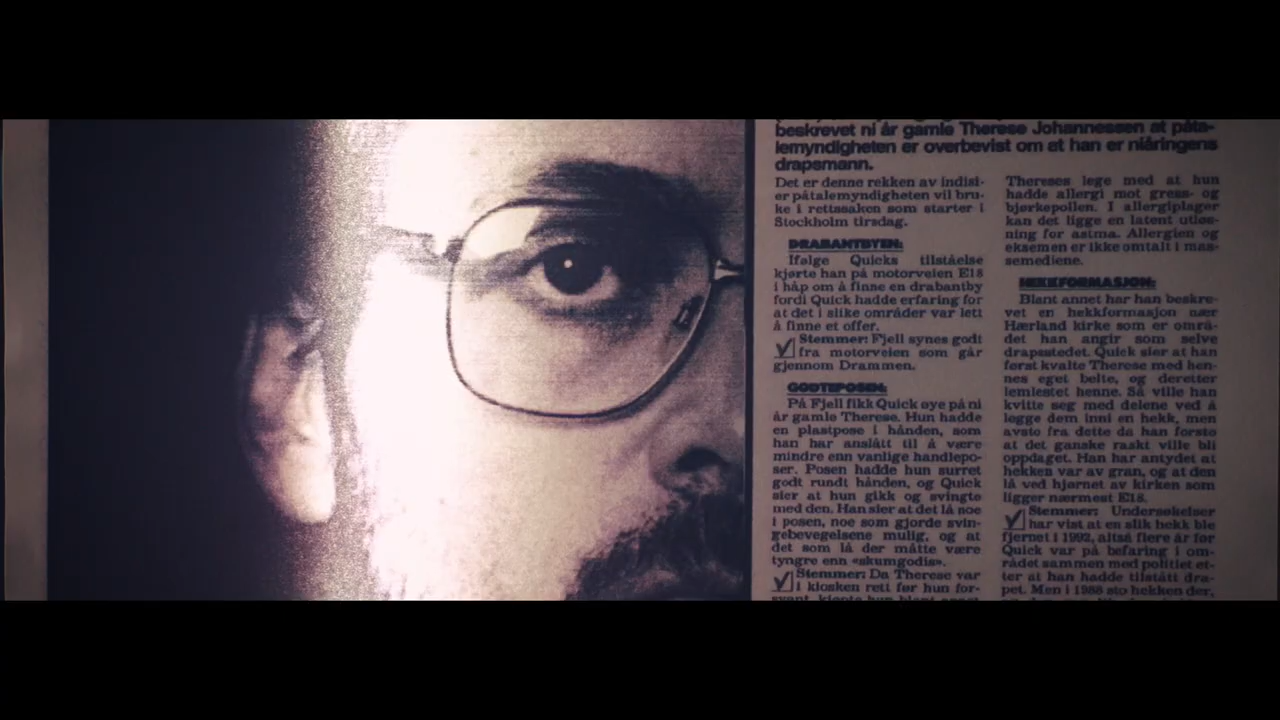 beskrevet ni år gamle Therese Johannessen at påta-
lemyndigheten er overbevist om at han er niåringens
drapsmann.
Det er denne rekken av indisi-
er påtalemyndigheten vil bru-
ke i rettssaken som starter i
Stockholm tirsdag.
DRABANTBYEN:
Ifølge Quicks tilståelse
kjørte han på motorveien E18
i håp om å finne en drabantby
fordi Quick hadde erfaring for
at det i slike områder var lett
å finne et offer.
Stemmer: Fjell synes godt
fra motorveien som går
gjennom Drammen.
GODTEPOSEN:
På Fjell fikk Quick øye på ni
år gamle Therese. Hun hadde
en plastpose i hånden, som
han har anslått til å være
mindre enn vanlige handlepo-
ser. Posen hadde hun surret
godt rundt hånden, og Quick
sier at hun gikk og svingte
med den. Han sier at det lå noe
i posen, noe som gjorde svin-
gebevegelsene mulig, og at
det som lå der måtte være
tyngre enn «skumgodis».
Stemmer: Da Therese var
i kiosken rett før hun for-
svant, kjøpte hun blant annet
Thereses lege med at hun
hadde allergi mot gress- og
bjørkepollen. I allergiplager
kan det ligge en latent utløs-
ning for astma. Allergien og
eksemen er ikke omtalt i mas-
semediene.
HEKKFORMASJON:
Blant annet har han beskre-
vet en hekkformasjon nær
Hærland kirke som er områ-
det han angir som selve
drapsstedet. Quick sier at han
først kvalte Therese med hen-
nes eget belte, og deretter
lemlestet henne. Så ville han
kvitte seg med delene ved å
legge dem inn i en hekk, men
avsto fra dette da han forsto
at det ganske raskt ville bli
oppdaget. Han har antydet at
hekken var av gran, og at den
lå ved hjørnet av kirken som
ligger nærmest E18.
Stemmer: Undersøkelser
har vist at en slik hekk ble
fjernet i 1992, altså flere år før
Quick var på befaring i om-
rådet sammen med politiet et-
ter at han hadde tilstått dra-
pet. Men i 1988 sto hekken der,